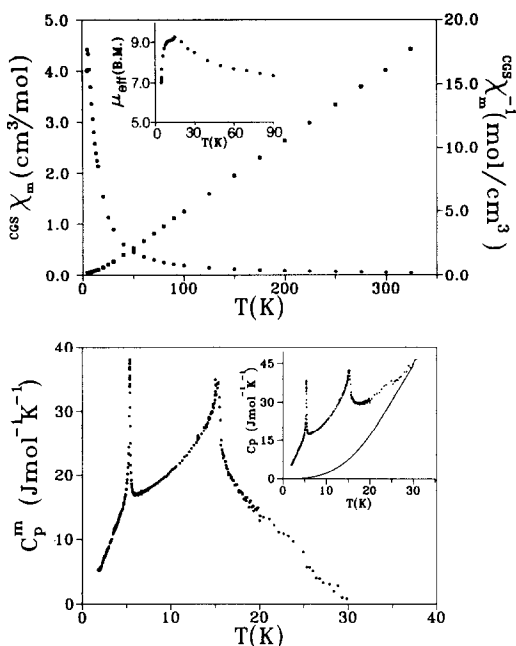 5.0
4.0
3.0
2.0
1.0
0.0
CGS χm (cm³/mol)
9.0
7.0
5.0
μeff(B.M.)
0 30 60 90
T(K)
20.0
15.0
10.0
5.0
0.0
CGS χm⁻¹ (mol/cm³)
0 100 200 300
T(K)
40
30
20
10
0
Cpᵐ (Jmol⁻¹K⁻¹)
45
30
15
0
Cp (Jmol⁻¹K⁻¹)
0 10 20 30
T(K)
0 10 20 30 40
T(K)